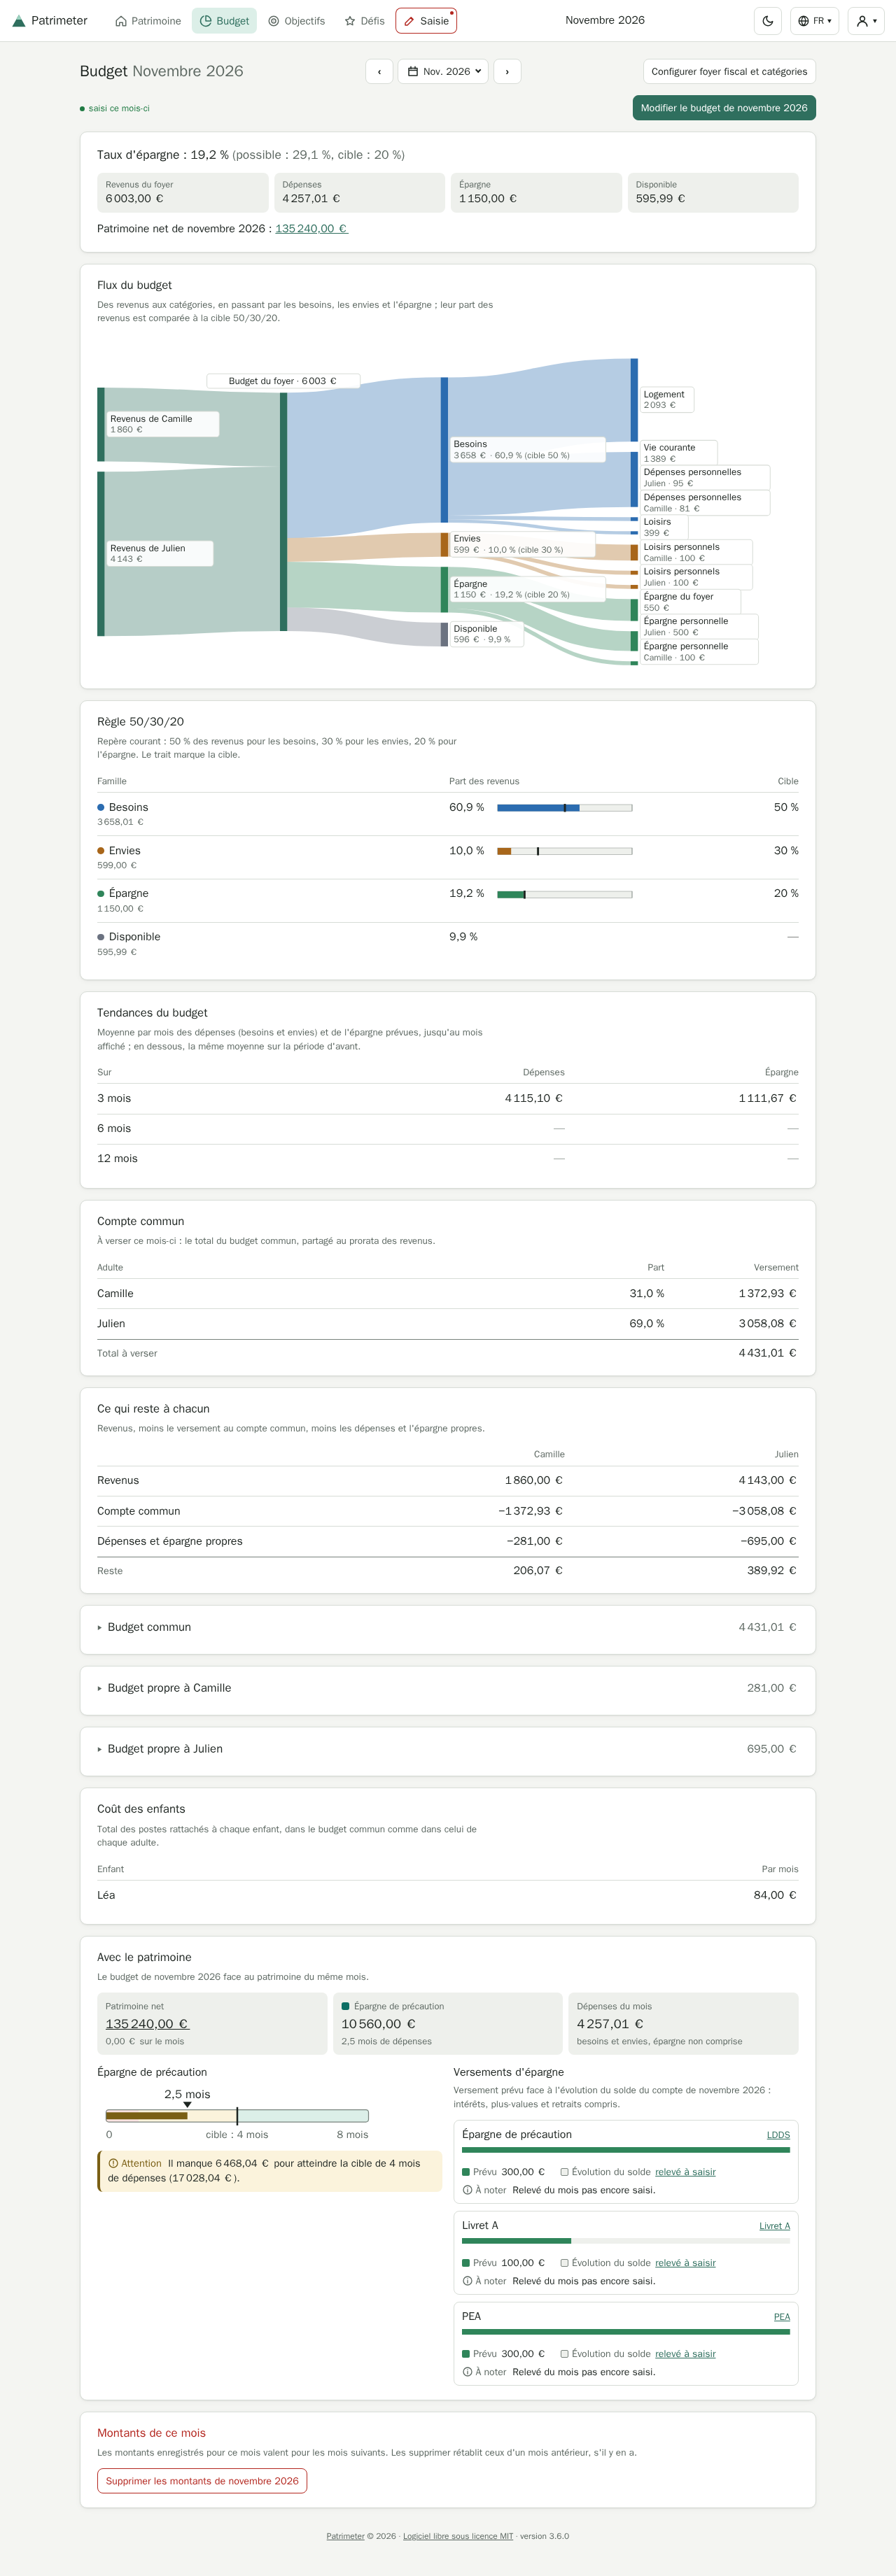 Patrimeter
Patrimoine
Budget
Objectifs
Défis
Saisie
Novembre 2026
FR ▾
Budget Novembre 2026
‹
Nov. 2026
›
Configurer foyer fiscal et catégories
saisi ce mois-ci
Modifier le budget de novembre 2026
Taux d'épargne : 19,2 % (possible : 29,1 %, cible : 20 %)
Revenus du foyer
6 003,00 €
Dépenses
4 257,01 €
Épargne
1 150,00 €
Disponible
595,99 €
Patrimoine net de novembre 2026 : 135 240,00 €
Flux du budget
Des revenus aux catégories, en passant par les besoins, les envies et l'épargne ; leur part des
revenus est comparée à la cible 50/30/20.
Revenus de Camille
1 860 €
Revenus de Julien
4 143 €
Budget du foyer · 6 003 €
Besoins
3 658 € · 60,9 % (cible 50 %)
Envies
599 € · 10,0 % (cible 30 %)
Épargne
1 150 € · 19,2 % (cible 20 %)
Disponible
596 € · 9,9 %
Logement
2 093 €
Vie courante
1 389 €
Dépenses personnelles
Julien · 95 €
Dépenses personnelles
Camille · 81 €
Loisirs
399 €
Loisirs personnels
Camille · 100 €
Loisirs personnels
Julien · 100 €
Épargne du foyer
550 €
Épargne personnelle
Julien · 500 €
Épargne personnelle
Camille · 100 €
Règle 50/30/20
Repère courant : 50 % des revenus pour les besoins, 30 % pour les envies, 20 % pour
l'épargne. Le trait marque la cible.
Famille Part des revenus Cible
Besoins 60,9 % 50 %
3 658,01 €
Envies 10,0 % 30 %
599,00 €
Épargne 19,2 % 20 %
1 150,00 €
Disponible 9,9 % —
595,99 €
Tendances du budget
Moyenne par mois des dépenses (besoins et envies) et de l'épargne prévues, jusqu'au mois
affiché ; en dessous, la même moyenne sur la période d'avant.
Sur Dépenses Épargne
3 mois 4 115,10 € 1 111,67 €
6 mois — —
12 mois — —
Compte commun
À verser ce mois-ci : le total du budget commun, partagé au prorata des revenus.
Adulte Part Versement
Camille 31,0 % 1 372,93 €
Julien 69,0 % 3 058,08 €
Total à verser 4 431,01 €
Ce qui reste à chacun
Revenus, moins le versement au compte commun, moins les dépenses et l'épargne propres.
Camille Julien
Revenus 1 860,00 € 4 143,00 €
Compte commun −1 372,93 € −3 058,08 €
Dépenses et épargne propres −281,00 € −695,00 €
Reste 206,07 € 389,92 €
▸ Budget commun 4 431,01 €
▸ Budget propre à Camille 281,00 €
▸ Budget propre à Julien 695,00 €
Coût des enfants
Total des postes rattachés à chaque enfant, dans le budget commun comme dans celui de
chaque adulte.
Enfant Par mois
Léa 84,00 €
Avec le patrimoine
Le budget de novembre 2026 face au patrimoine du même mois.
Patrimoine net
135 240,00 €
0,00 € sur le mois
Épargne de précaution
10 560,00 €
2,5 mois de dépenses
Dépenses du mois
4 257,01 €
besoins et envies, épargne non comprise
Épargne de précaution
2,5 mois
0 cible : 4 mois 8 mois
Attention Il manque 6 468,04 € pour atteindre la cible de 4 mois
de dépenses (17 028,04 € ).
Versements d'épargne
Versement prévu face à l'évolution du solde du compte de novembre 2026 :
intérêts, plus-values et retraits compris.
Épargne de précaution LDDS
Prévu 300,00 € Évolution du solde relevé à saisir
À noter Relevé du mois pas encore saisi.
Livret A Livret A
Prévu 100,00 € Évolution du solde relevé à saisir
À noter Relevé du mois pas encore saisi.
PEA PEA
Prévu 300,00 € Évolution du solde relevé à saisir
À noter Relevé du mois pas encore saisi.
Montants de ce mois
Les montants enregistrés pour ce mois valent pour les mois suivants. Les supprimer rétablit ceux d'un mois antérieur, s'il y en a.
Supprimer les montants de novembre 2026
Patrimeter © 2026 · Logiciel libre sous licence MIT · version 3.6.0